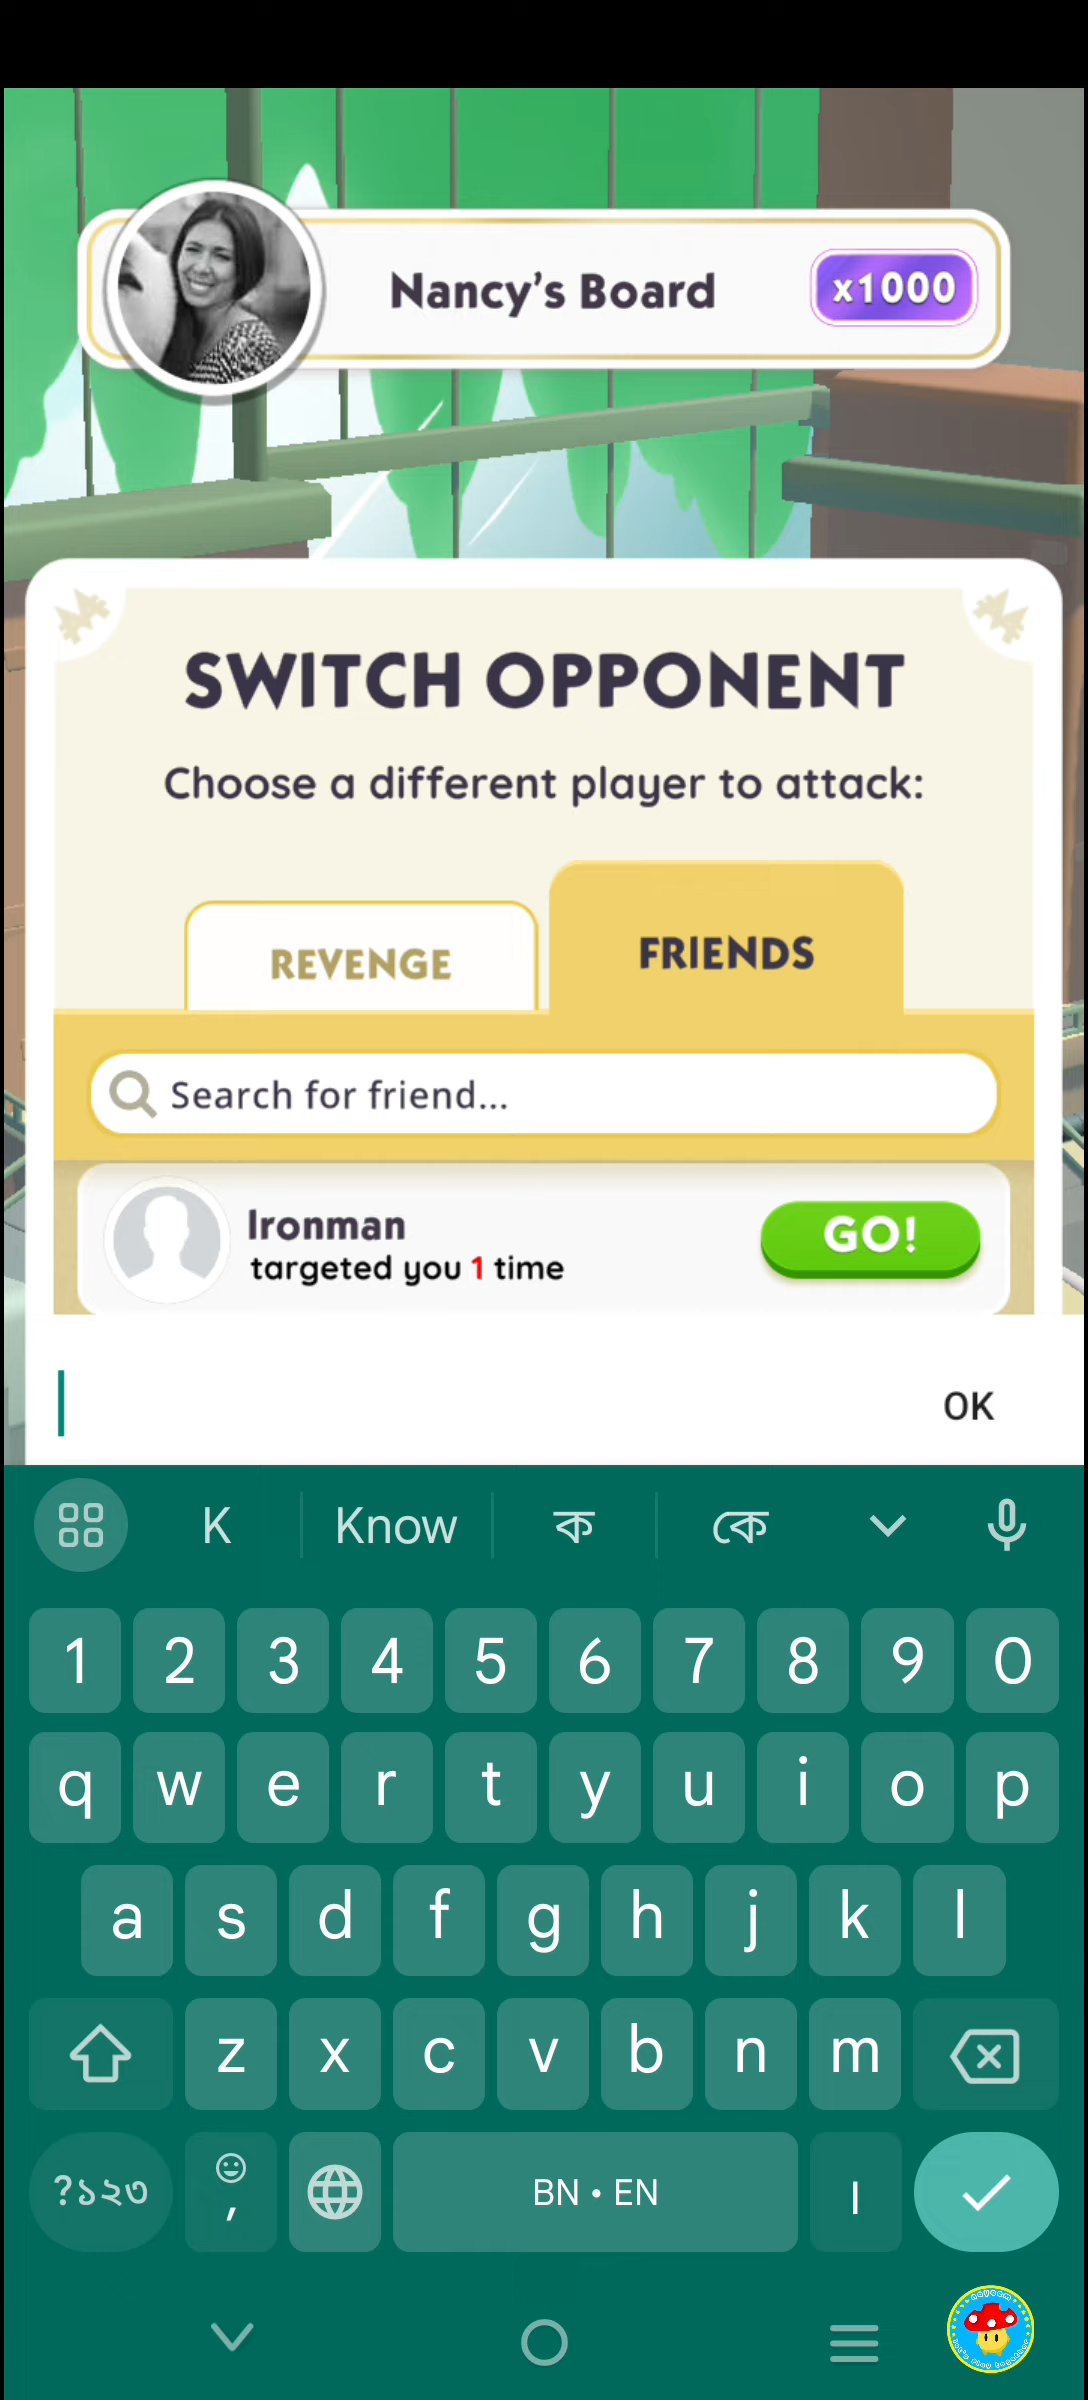 Nancy's Board
x1000
SWITCH OPPONENT
Choose a different player to attack:
REVENGE
FRIENDS
Search for friend...
Ironman
targeted you 1 time
GO!
OK
K
Know
ক
কে
1 2 3 4 5 6 7 8 9 0
q w e r t y u i o p
a s d f g h j k l
z x c v b n m
?১২৩
,
BN • EN
।